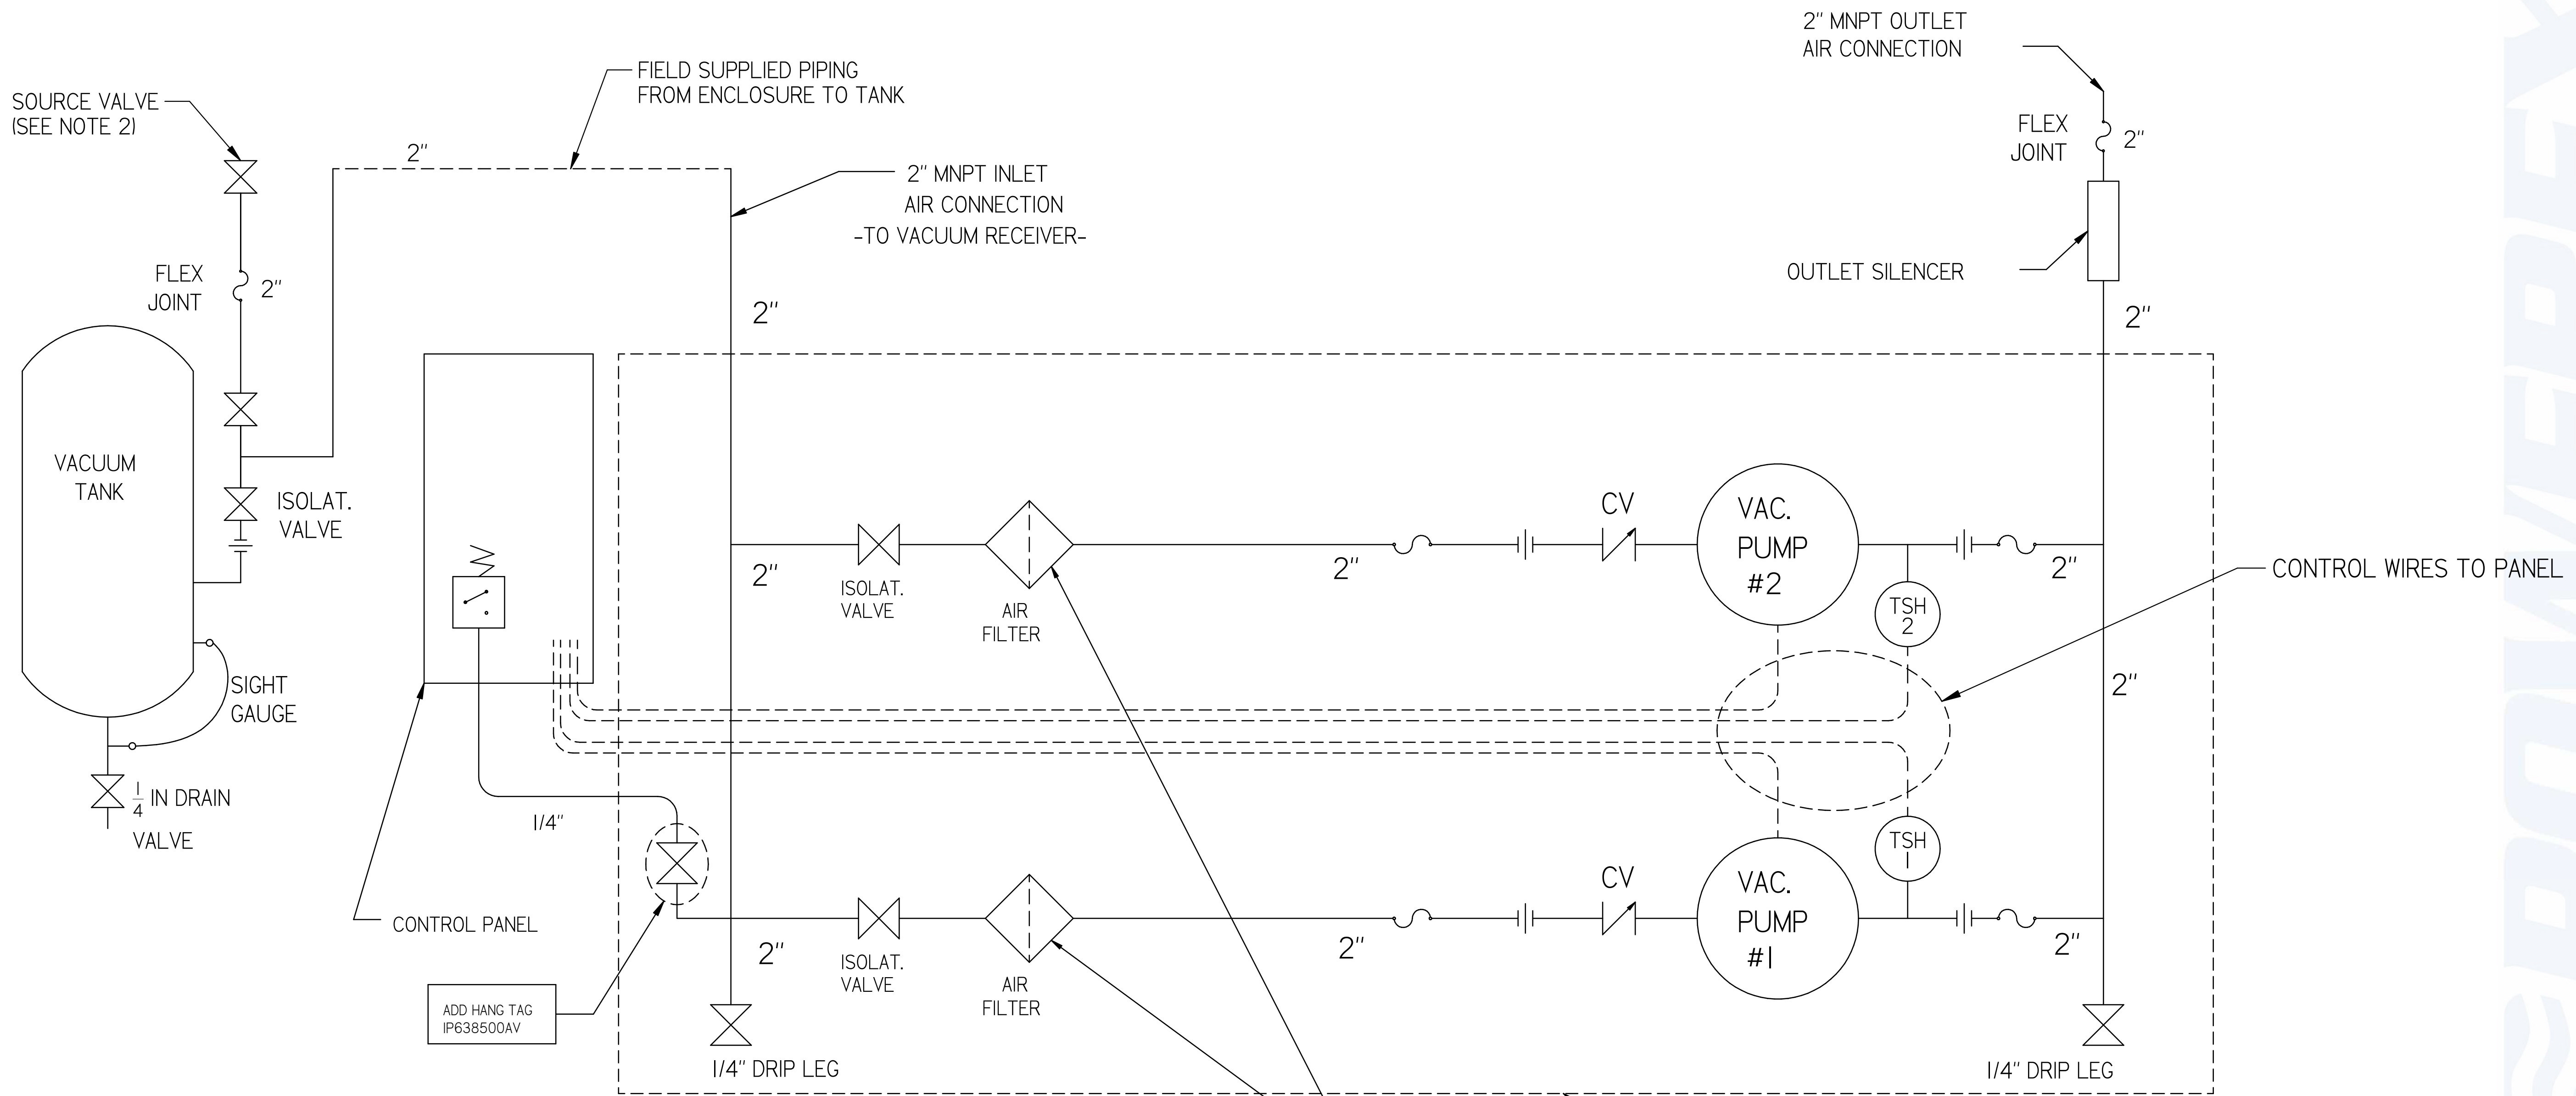 2" MNPT OUTLET
AIR CONNECTION
FIELD SUPPLIED PIPING
FROM ENCLOSURE TO TANK
SOURCE VALVE
(SEE NOTE 2)
FLEX
JOINT
2"
2"
2" MNPT INLET
AIR CONNECTION
-TO VACUUM RECEIVER-
OUTLET SILENCER
FLEX
JOINT
2"
2"
2"
VACUUM
TANK
ISOLAT.
VALVE
CV
VAC.
PUMP
#2
2"
ISOLAT.
VALVE
AIR
FILTER
2"
TSH
2
2"
CONTROL WIRES TO PANEL
SIGHT
GAUGE
2"
1/4 IN DRAIN
VALVE
1/4"
TSH
1
CV
VAC.
PUMP
#1
CONTROL PANEL
2"
ISOLAT.
VALVE
AIR
FILTER
2"
2"
ADD HANG TAG
IP638500AV
1/4" DRIP LEG
1/4" DRIP LEG